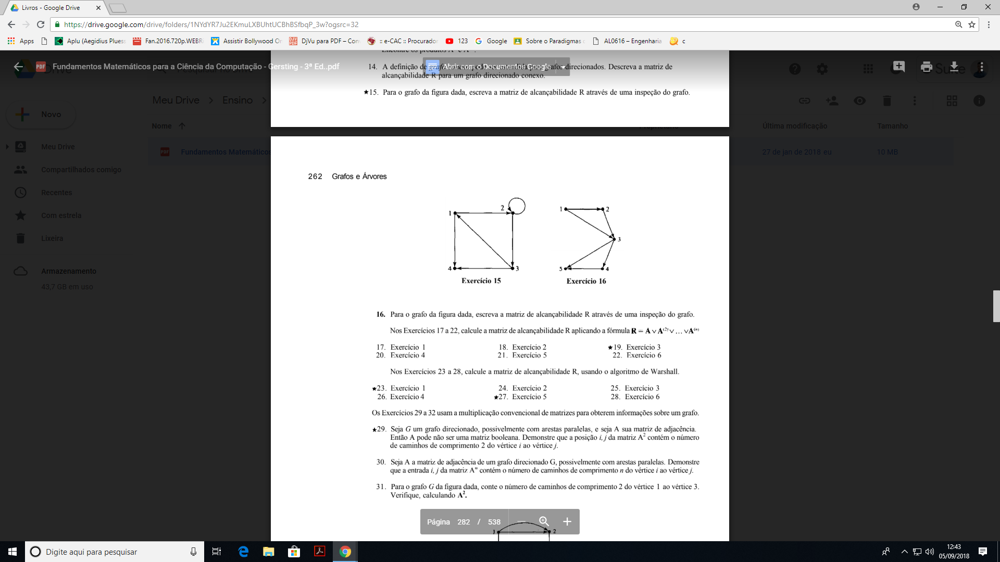 Livros - Google Drive
https://drive.google.com/drive/folders/1NYdYR7Ju2EKmuLXBUhtUCBhBSfbqP_3w?ogsrc=32
Apps
Aplu (Aegidius Pluess
Fan.2016.720p.WEBRi
Assistir Bollywood On
DjVu para PDF – Conv
:: e-CAC :: Procurador
123
Google
Sobre o Paradigmas
AL0616 – Engenharia
c
Fundamentos Matemáticos para a Ciência da Computação - Gersting - 3ª Ed..pdf
Abrir com o Documentos Google
Meu Drive
Ensino
Novo
Nome
Última modificação
Tamanho
Meu Drive
Fundamentos Matemáticos
27 de jan de 2018 eu
10 MB
Compartilhados comigo
Recentes
Com estrela
Lixeira
Armazenamento
43,7 GB em uso
14. A definição de direcionados. Descreva a matriz de
alcançabilidade R para um grafo direcionado conexo.
★15. Para o grafo da figura dada, escreva a matriz de alcançabilidade R através de uma inspeção do grafo.
262 Grafos e Árvores
1 2
4 3
Exercício 15
1 2
3
5 4
Exercício 16
16. Para o grafo da figura dada, escreva a matriz de alcançabilidade R através de uma inspeção do grafo.
Nos Exercícios 17 a 22, calcule a matriz de alcançabilidade R aplicando a fórmula R = A ∨ A⁽²⁾ ∨ … ∨ A⁽ⁿ⁾
17. Exercício 1 18. Exercício 2 ★19. Exercício 3
20. Exercício 4 21. Exercício 5 22. Exercício 6
Nos Exercícios 23 a 28, calcule a matriz de alcançabilidade R, usando o algoritmo de Warshall.
★23. Exercício 1 24. Exercício 2 25. Exercício 3
26. Exercício 4 ★27. Exercício 5 28. Exercício 6
Os Exercícios 29 a 32 usam a multiplicação convencional de matrizes para obterem informações sobre um grafo.
★29. Seja G um grafo direcionado, possivelmente com arestas paralelas, e seja A sua matriz de adjacência.
Então A pode não ser uma matriz booleana. Demonstre que a posição i, j da matriz A² contém o número
de caminhos de comprimento 2 do vértice i ao vértice j.
30. Seja A a matriz de adjacência de um grafo direcionado G, possivelmente com arestas paralelas. Demonstre
que a entrada i, j da matriz A" contém o número de caminhos de comprimento n do vértice i ao vértice j.
31. Para o grafo G da figura dada, conte o número de caminhos de comprimento 2 do vértice 1 ao vértice 3.
Verifique, calculando A².
Página 282 / 538
1 2
Digite aqui para pesquisar
12:43
05/09/2018